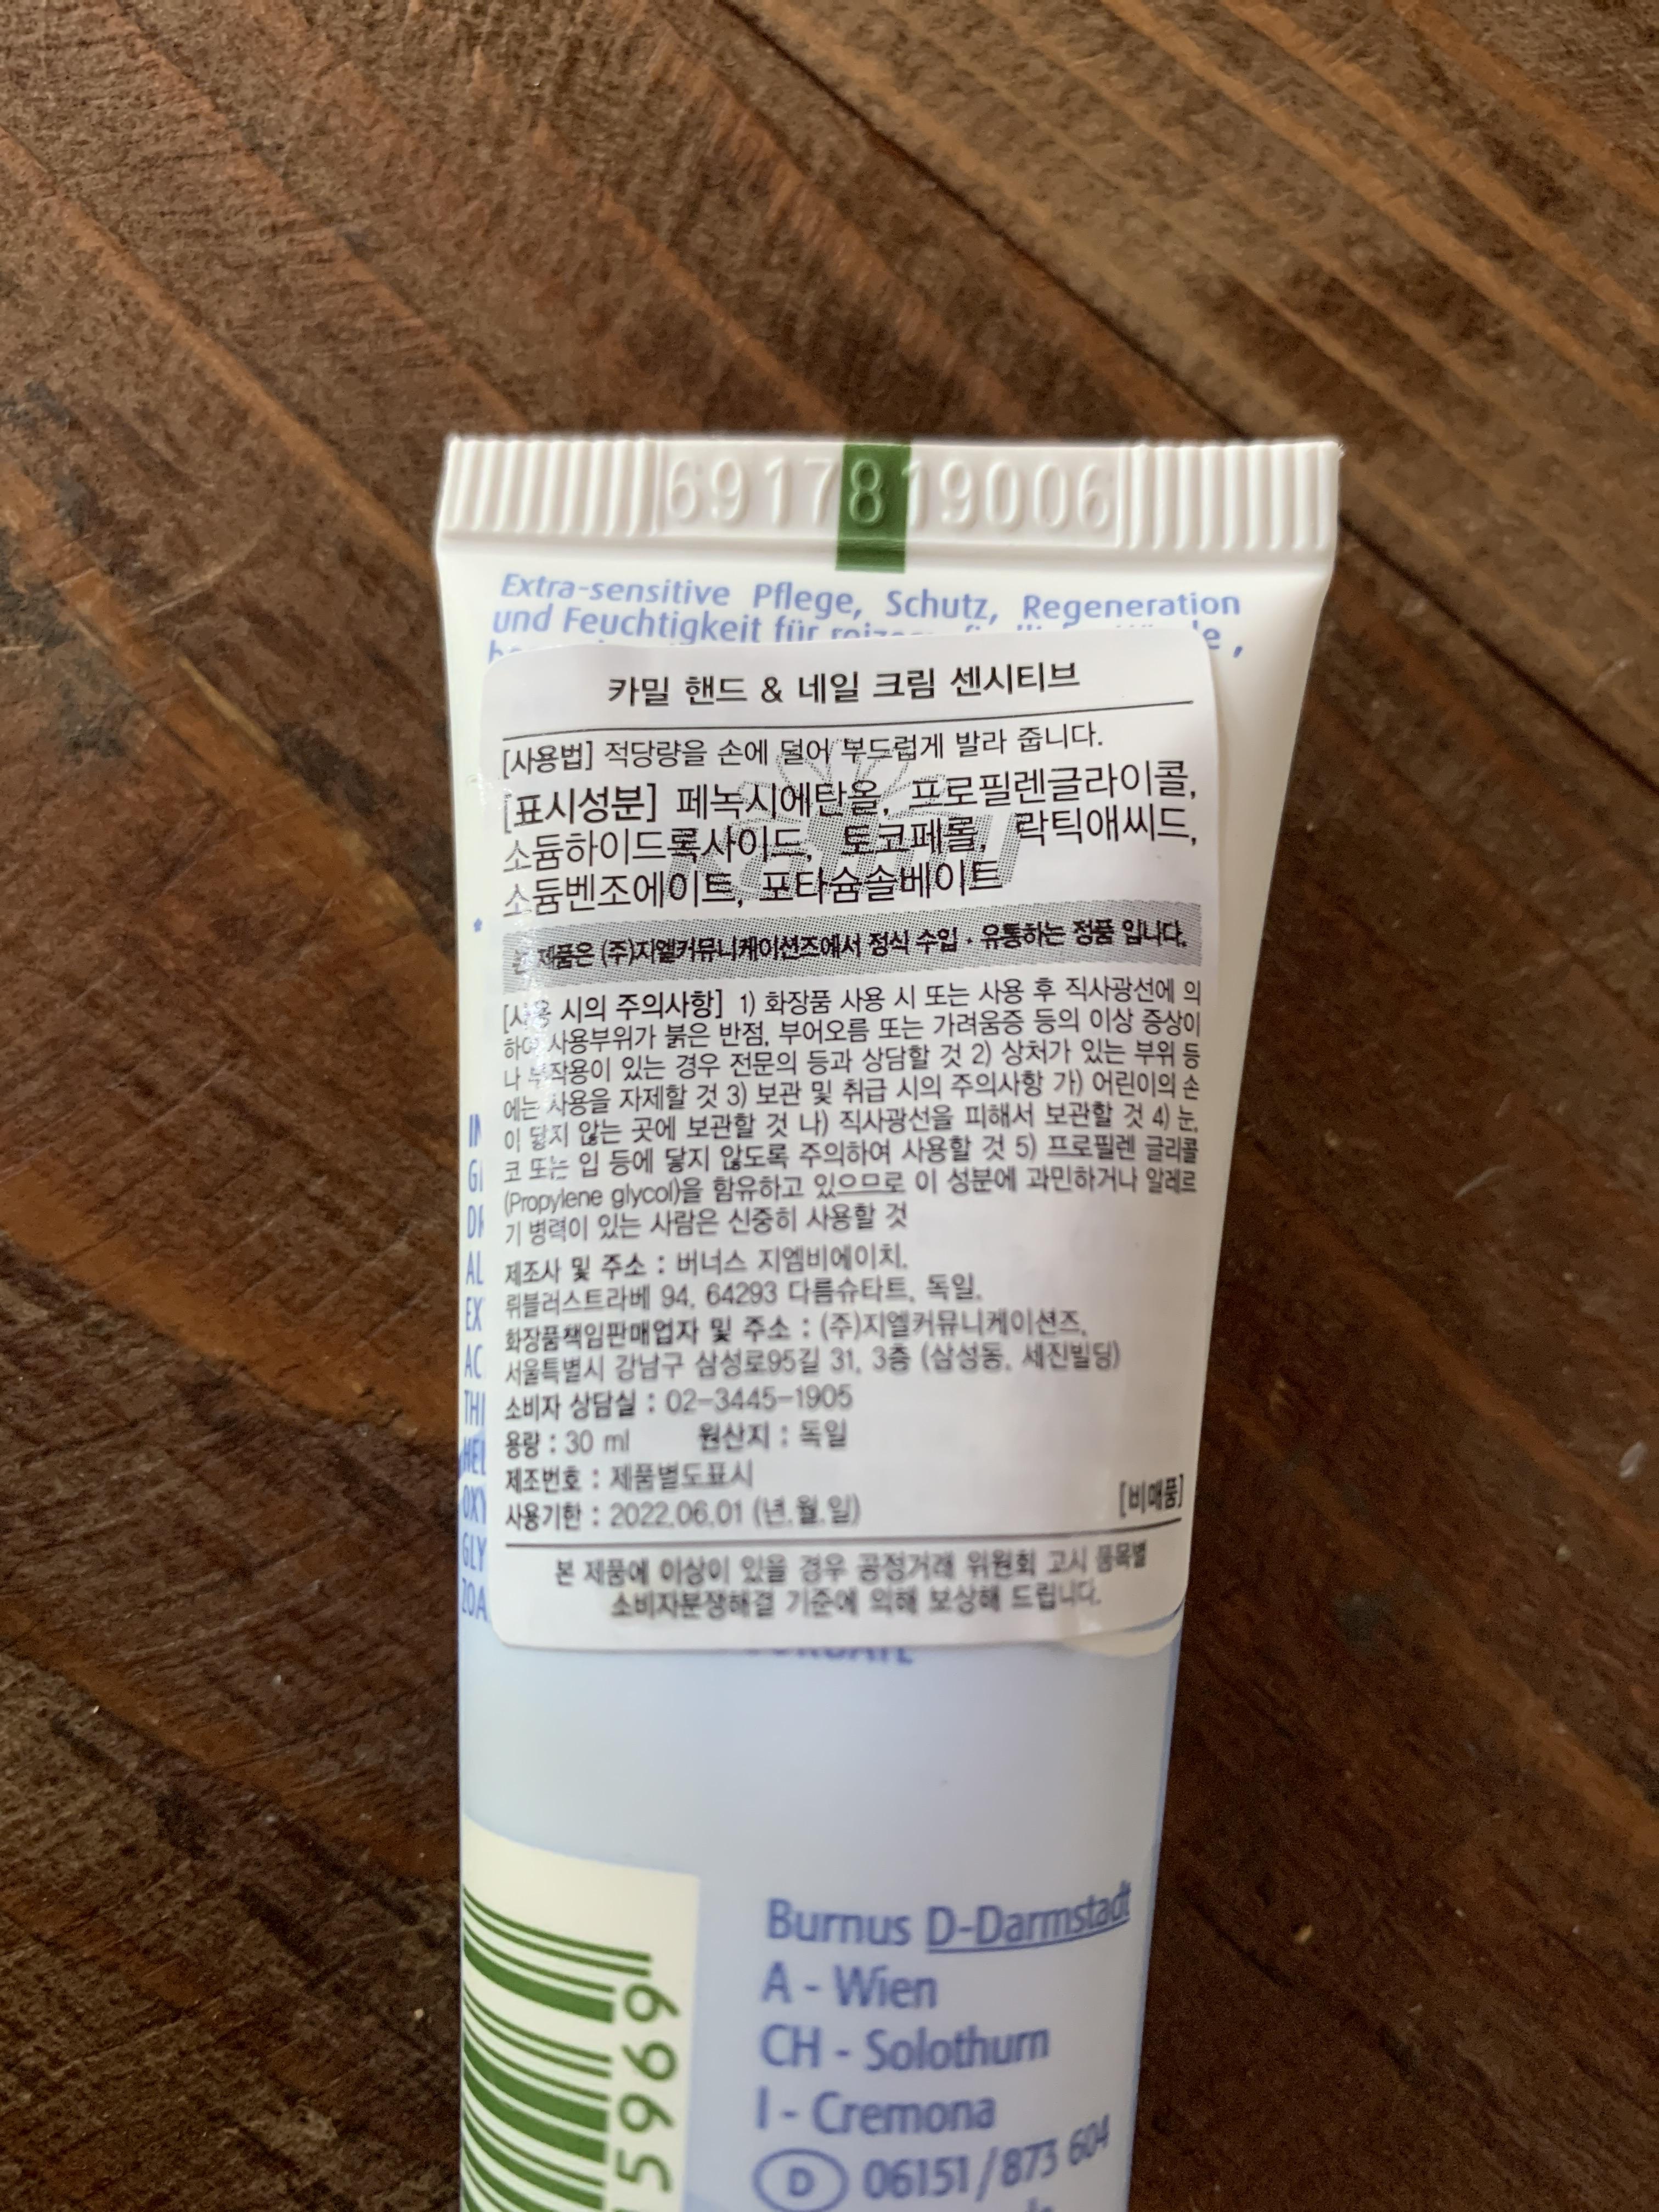 6917819006
Extra-sensitive Pflege, Schutz, Regeneration
und Feuchtigkeit für
카밀 핸드 & 네일 크림 센시티브
[사용법] 적당량을 손에 덜어 부드럽게 발라 줍니다.
[표시성분] 페녹시에탄올, 프로필렌글라이콜,
소듐하이드록사이드, 토코페롤, 락틱애씨드,
소듐벤조에이트, 포타슘솔베이트
본 제품은 (주)지엘커뮤니케이션즈에서 정식 수입 · 유통하는 정품 입니다.
[사용 시의 주의사항] 1) 화장품 사용 시 또는 사용 후 직사광선에 의
하여 사용부위가 붉은 반점, 부어오름 또는 가려움증 등의 이상 증상이
나 부작용이 있는 경우 전문의 등과 상담할 것 2) 상처가 있는 부위 등
에는 사용을 자제할 것 3) 보관 및 취급 시의 주의사항 가) 어린이의 손
이 닿지 않는 곳에 보관할 것 나) 직사광선을 피해서 보관할 것 4) 눈,
코 또는 입 등에 닿지 않도록 주의하여 사용할 것 5) 프로필렌 글리콜
(Propylene glycol)을 함유하고 있으므로 이 성분에 과민하거나 알레르
기 병력이 있는 사람은 신중히 사용할 것
제조사 및 주소 : 버너스 지엠비에이치,
뤼블러스트라베 94, 64293 다름슈타트, 독일,
화장품책임판매업자 및 주소 : (주)지엘커뮤니케이션즈,
서울특별시 강남구 삼성로95길 31, 3층 (삼성동, 세진빌딩)
소비자 상담실 : 02-3445-1905
용량 : 30 ml 원산지 : 독일
제조번호 : 제품별도표시
사용기한 : 2022.06.01 (년.월.일)
[비매품]
본 제품에 이상이 있을 경우 공정거래 위원회 고시 품목별
소비자분쟁해결 기준에 의해 보상해 드립니다.
IN
GL
AL
EX
AC
THI
HEL
OXY
GLY
ZOA
5969
Burnus D-Darmstadt
A - Wien
CH - Solothurn
I - Cremona
D 06151/873 604